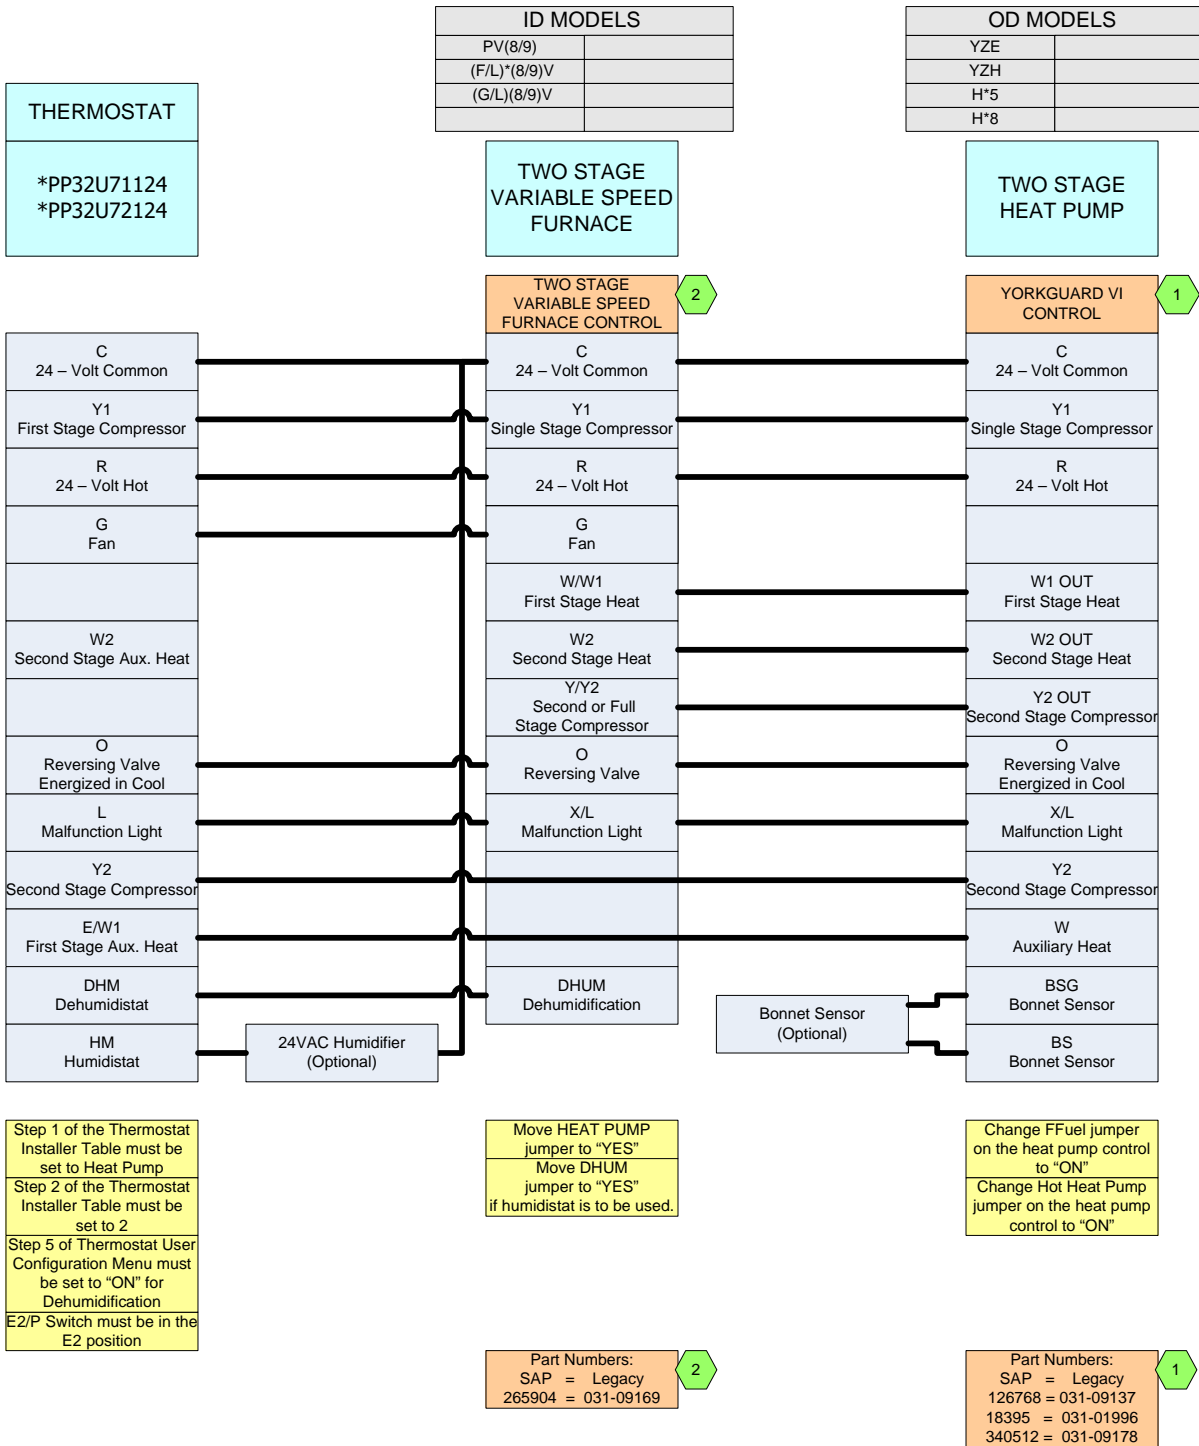 ID MODELS
PV(8/9)
(F/L)*(8/9)V
(G/L)(8/9)V
OD MODELS
YZE
YZH
H*5
H*8
THERMOSTAT
*PP32U71124
*PP32U72124
TWO STAGE
VARIABLE SPEED
FURNACE
TWO STAGE
HEAT PUMP
TWO STAGE
VARIABLE SPEED
FURNACE CONTROL
2
YORKGUARD VI
CONTROL
1
C
24 – Volt Common
Y1
First Stage Compressor
R
24 – Volt Hot
G
Fan
W2
Second Stage Aux. Heat
O
Reversing Valve
Energized in Cool
L
Malfunction Light
Y2
Second Stage Compressor
E/W1
First Stage Aux. Heat
DHM
Dehumidistat
HM
Humidistat
24VAC Humidifier
(Optional)
C
24 – Volt Common
Y1
Single Stage Compressor
R
24 – Volt Hot
G
Fan
W/W1
First Stage Heat
W2
Second Stage Heat
Y/Y2
Second or Full
Stage Compressor
O
Reversing Valve
X/L
Malfunction Light
DHUM
Dehumidification
Bonnet Sensor
(Optional)
C
24 – Volt Common
Y1
Single Stage Compressor
R
24 – Volt Hot
W1 OUT
First Stage Heat
W2 OUT
Second Stage Heat
Y2 OUT
Second Stage Compressor
O
Reversing Valve
Energized in Cool
X/L
Malfunction Light
Y2
Second Stage Compressor
W
Auxiliary Heat
BSG
Bonnet Sensor
BS
Bonnet Sensor
Step 1 of the Thermostat
Installer Table must be
set to Heat Pump
Step 2 of the Thermostat
Installer Table must be
set to 2
Step 5 of Thermostat User
Configuration Menu must
be set to “ON” for
Dehumidification
E2/P Switch must be in the
E2 position
Move HEAT PUMP
jumper to “YES”
Move DHUM
jumper to “YES”
if humidistat is to be used.
Change FFuel jumper
on the heat pump control
to “ON”
Change Hot Heat Pump
jumper on the heat pump
control to “ON”
Part Numbers:
SAP = Legacy
265904 = 031-09169
2
Part Numbers:
SAP = Legacy
126768 = 031-09137
18395 = 031-01996
340512 = 031-09178
1